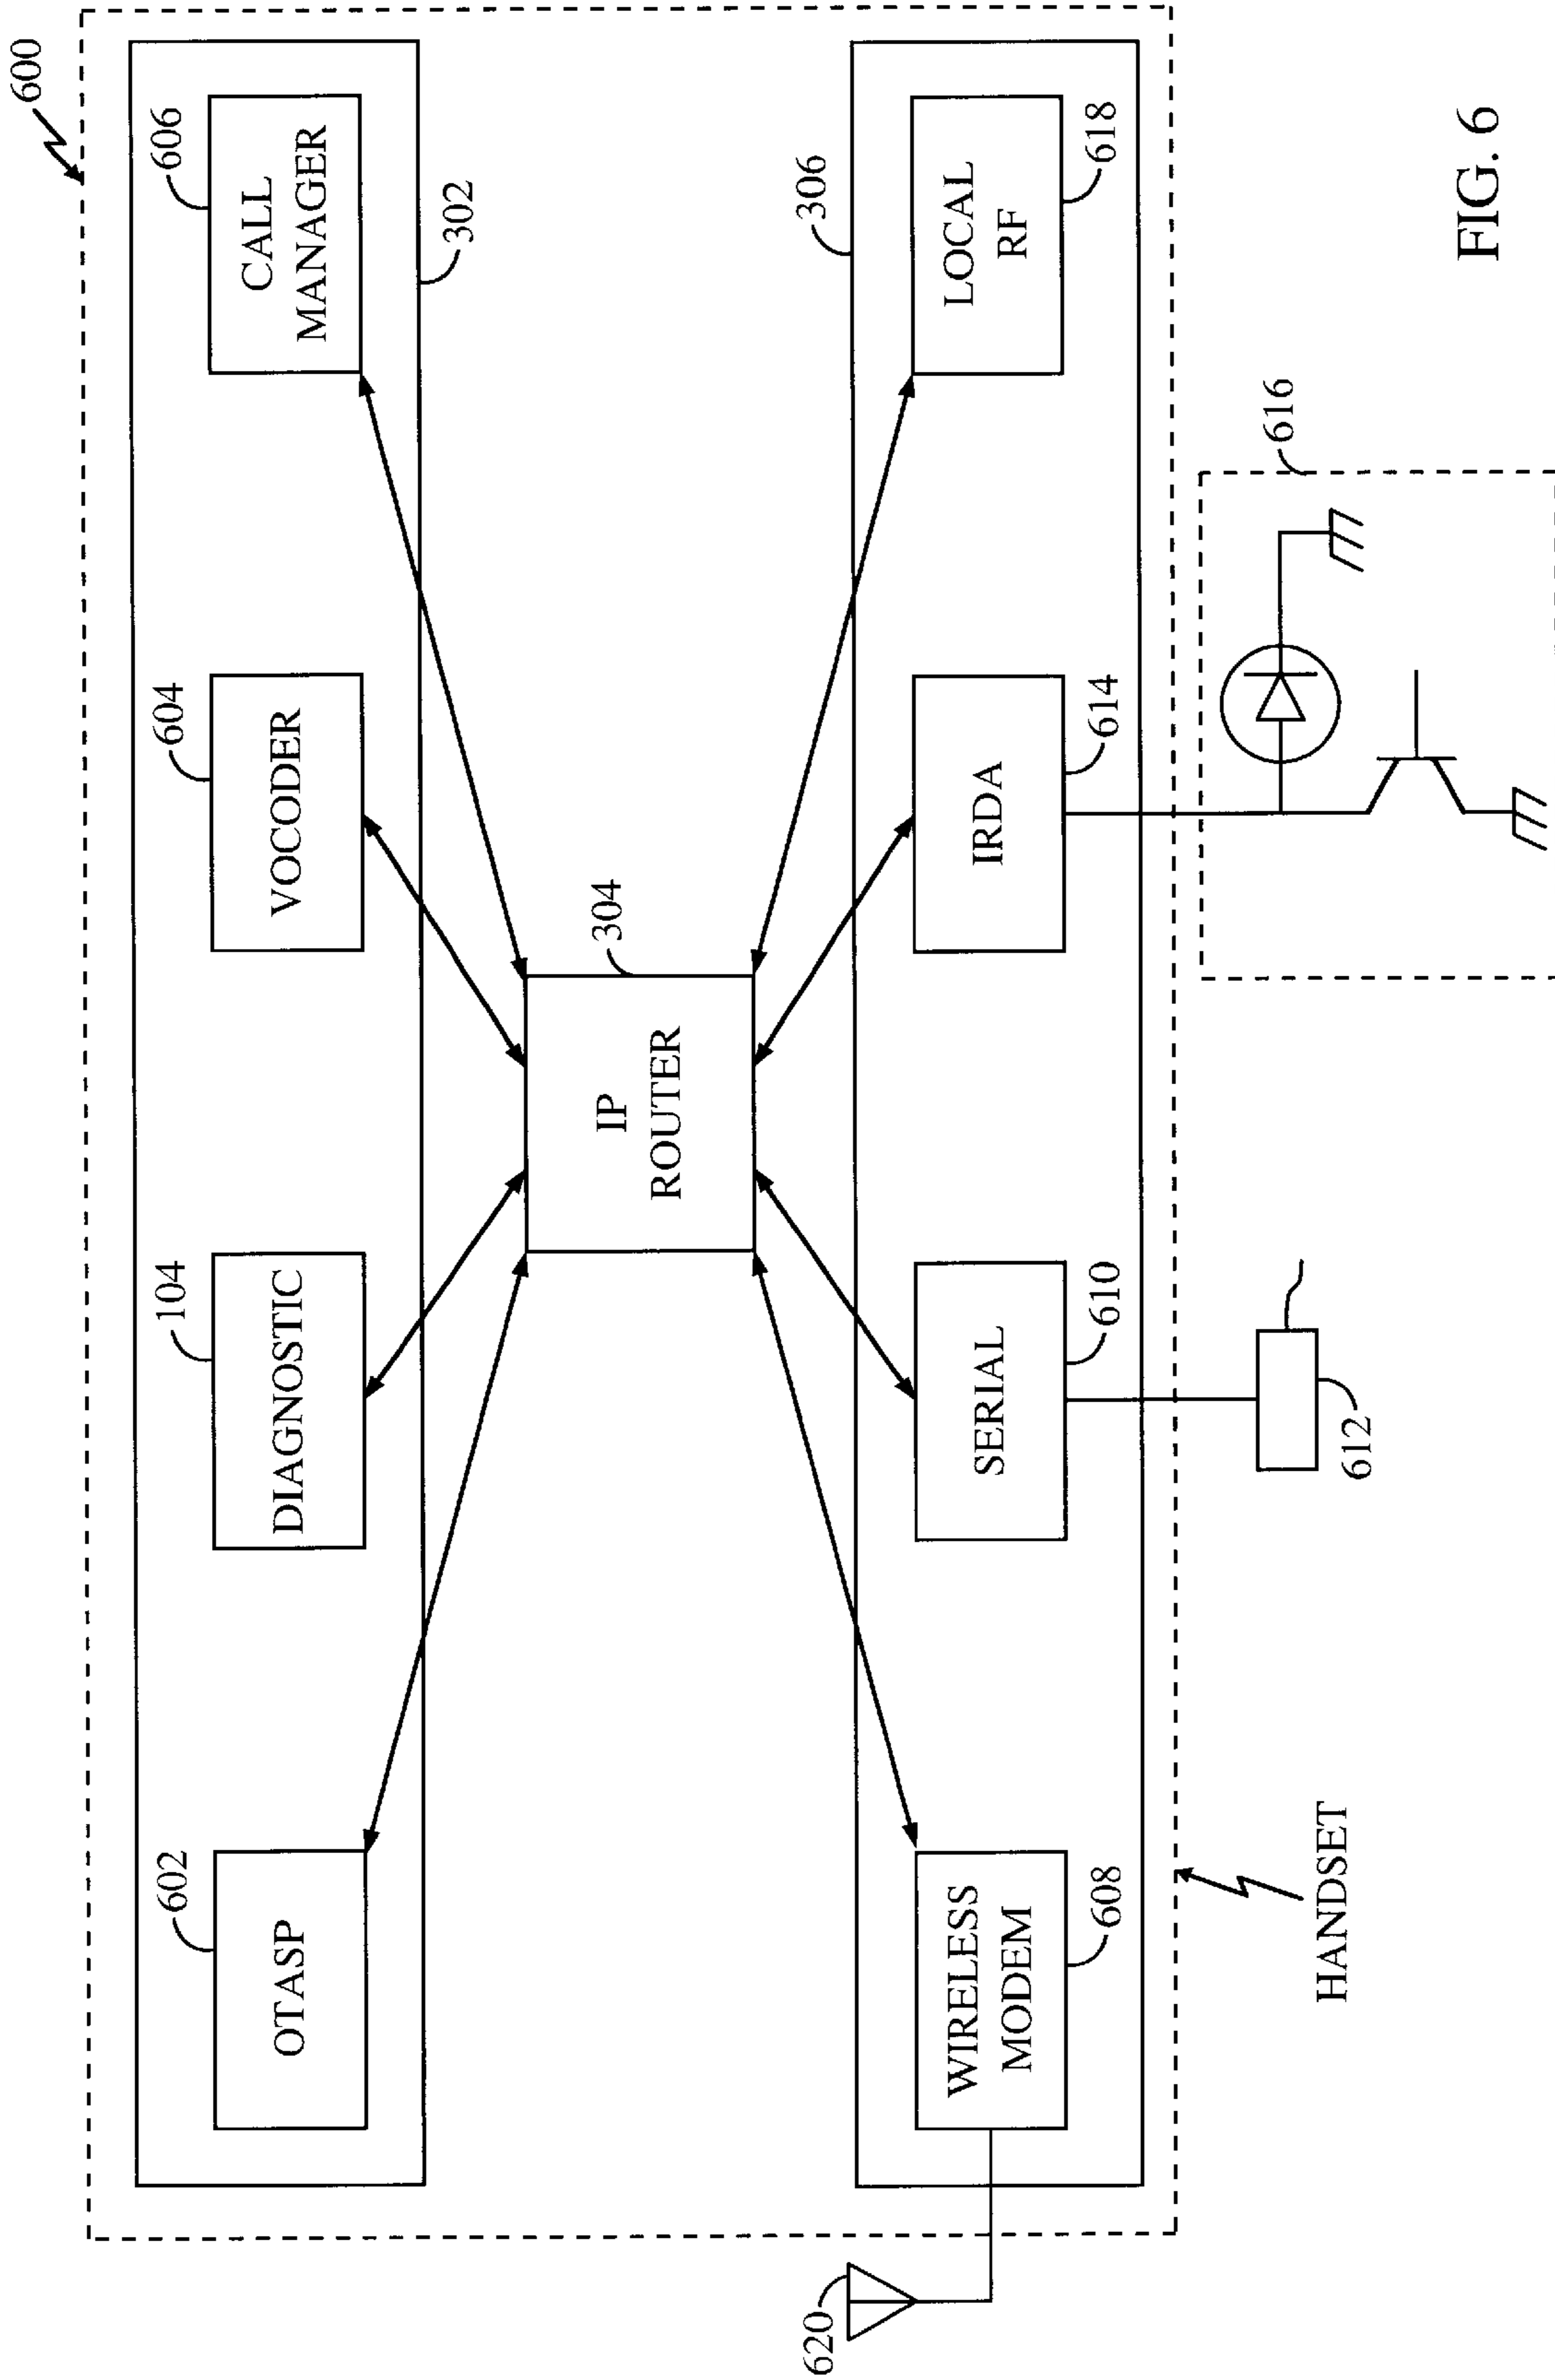 600
602
OTASP
104
DIAGNOSTIC
604
VOCODER
606
CALL
MANAGER
302
304
IP
ROUTER
306
620
WIRELESS
MODEM
608
SERIAL
610
IRDA
614
LOCAL
RF
618
HANDSET
612
616
FIG. 6